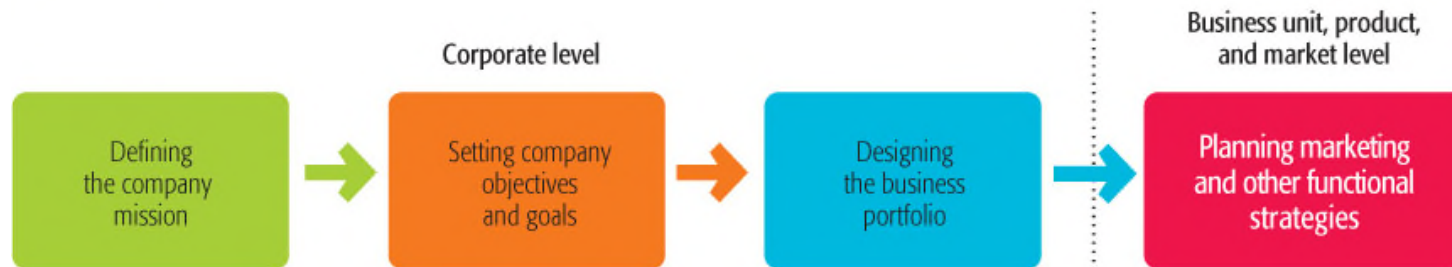 Corporate level
Business unit, product,
and market level
Defining
the company
mission
Setting company
objectives
and goals
Designing
the business
portfolio
Planning marketing
and other functional
strategies